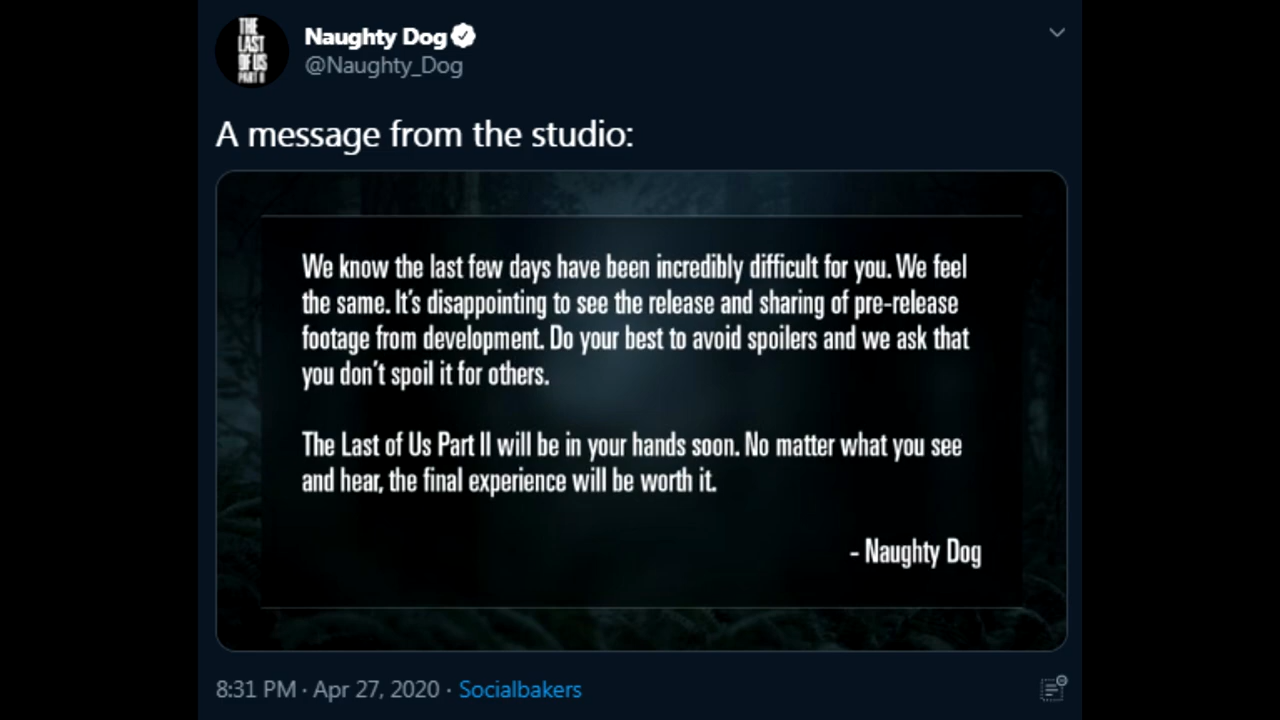 THE
LAST
OF US
PART II
Naughty Dog
@Naughty_Dog
A message from the studio:
We know the last few days have been incredibly difficult for you. We feel
the same. It's disappointing to see the release and sharing of pre-release
footage from development. Do your best to avoid spoilers and we ask that
you don't spoil it for others.
The Last of Us Part II will be in your hands soon. No matter what you see
and hear, the final experience will be worth it.
- Naughty Dog
8:31 PM · Apr 27, 2020 · Socialbakers